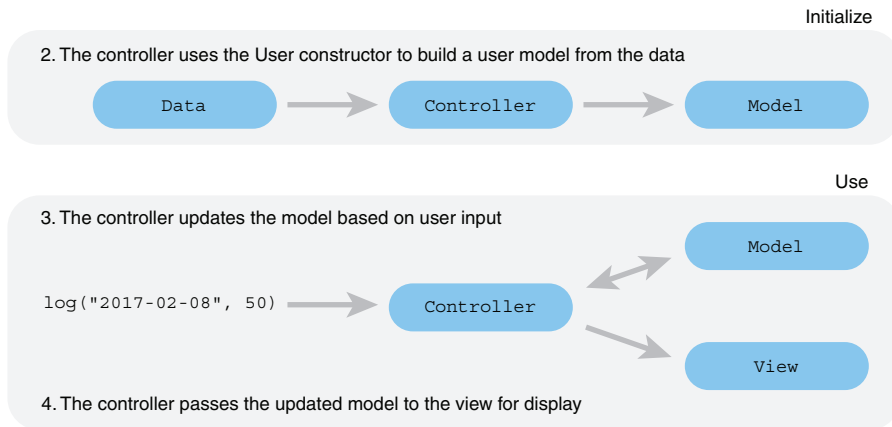 Initialize
2. The controller uses the User constructor to build a user model from the data
Data
Controller
Model
Use
3. The controller updates the model based on user input
Model
log("2017-02-08", 50)
Controller
View
4. The controller passes the updated model to the view for display